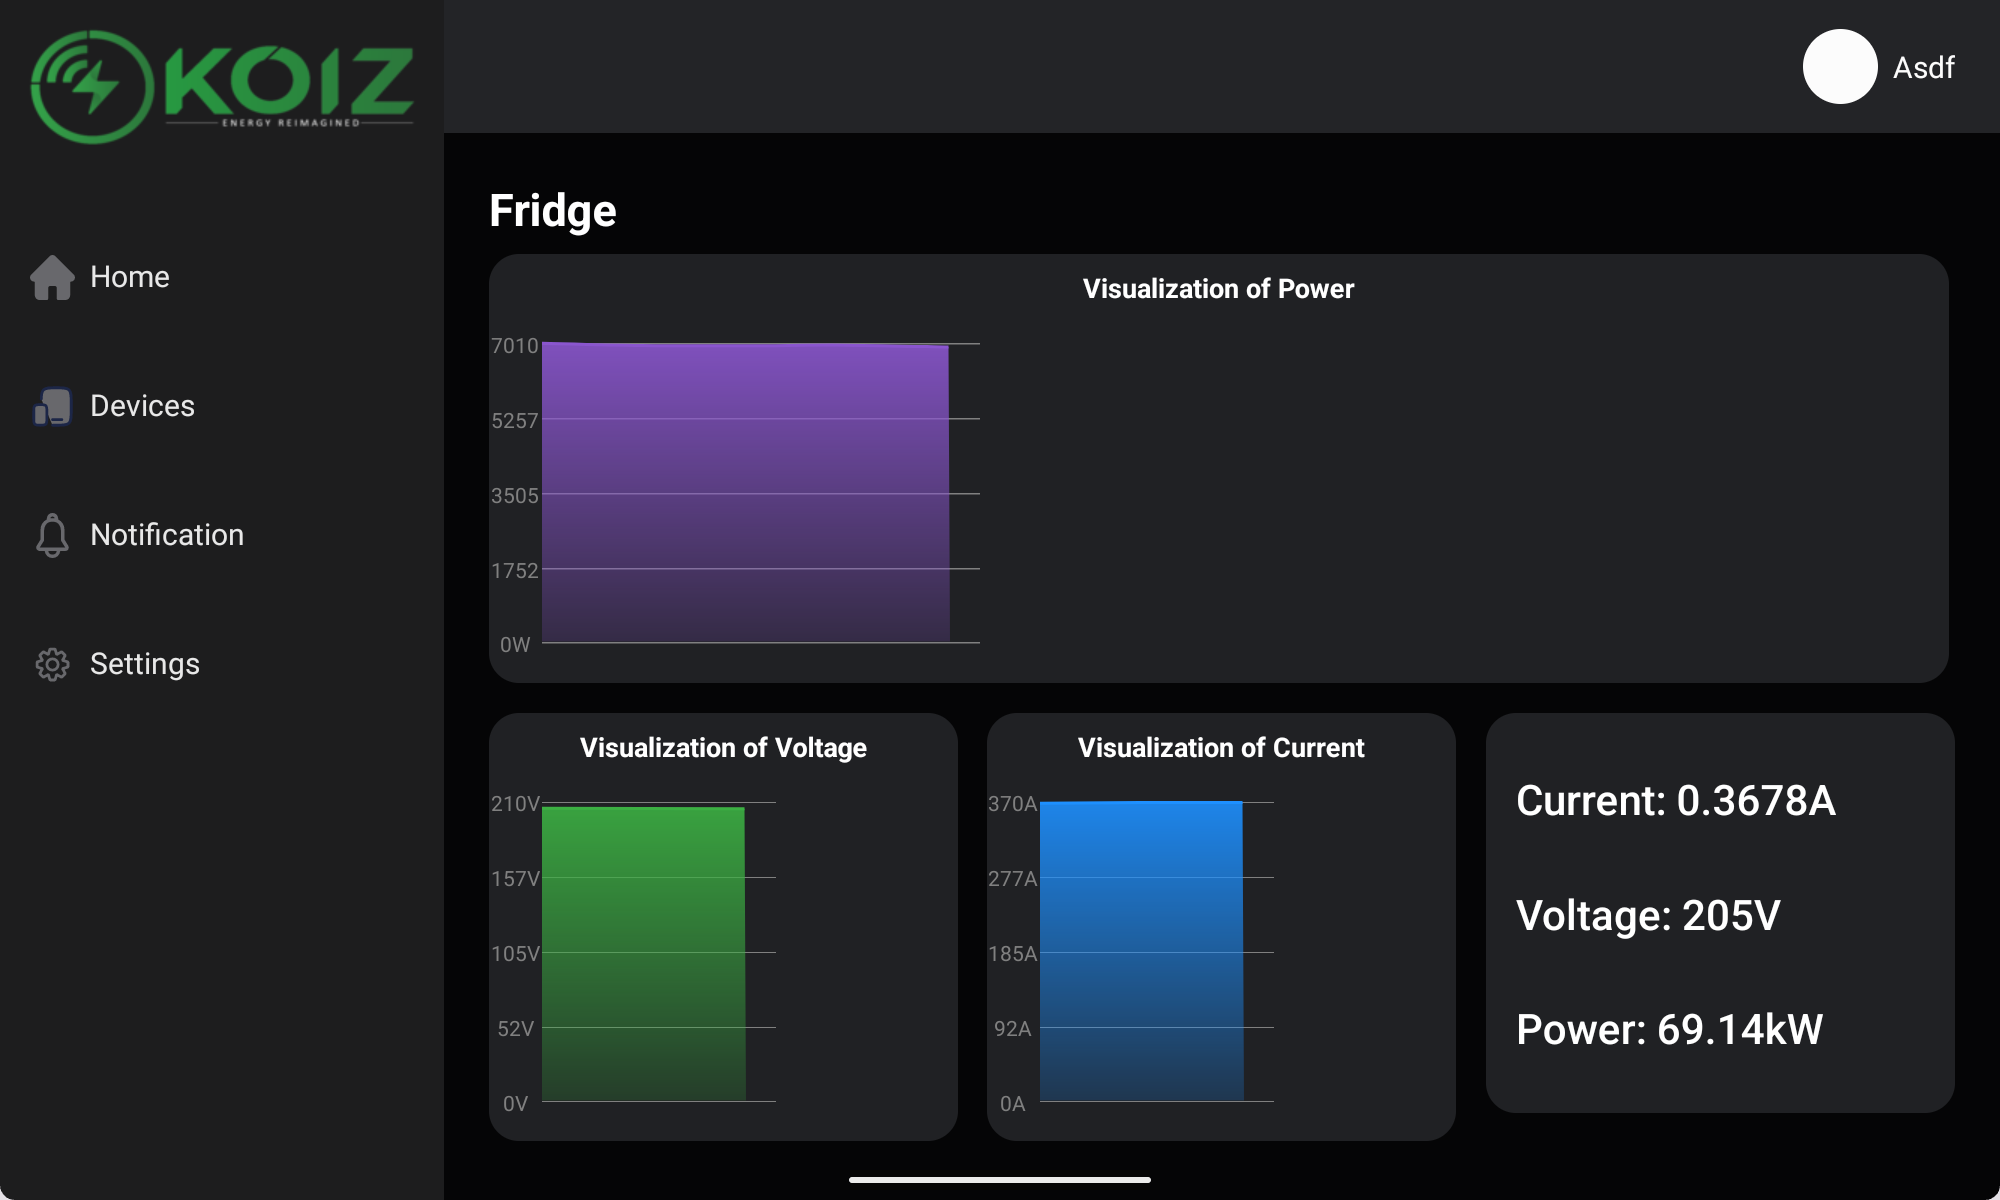 KOIZ
ENERGY REIMAGINED
Asdf
Home
Devices
Notification
Settings
Fridge
Visualization of Power
7010
5257
3505
1752
0W
Visualization of Voltage
210V
157V
105V
52V
0V
Visualization of Current
370A
277A
185A
92A
0A
Current: 0.3678A
Voltage: 205V
Power: 69.14kW